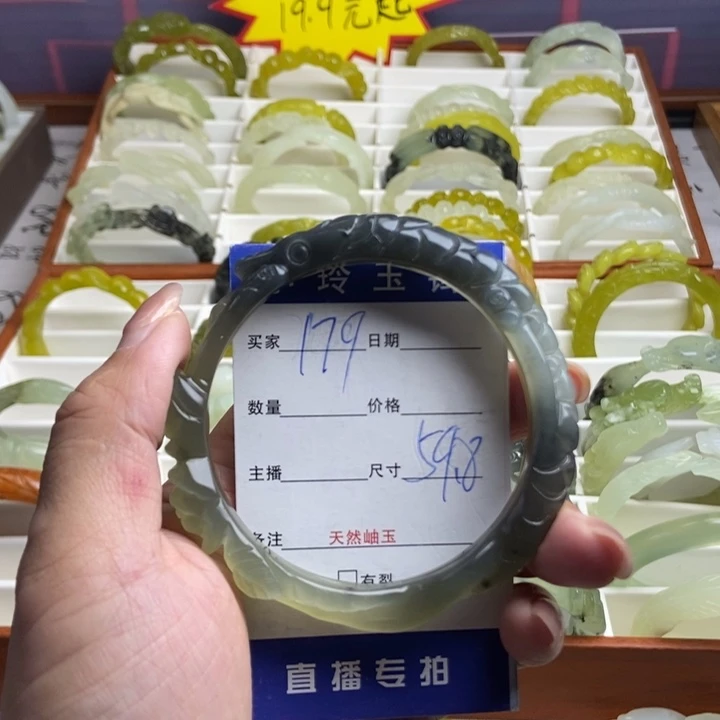 19.9元起
玲玉
买家 179 日期
数量 价格
主播 尺寸 59.8
备注 天然岫玉
有裂
直播专拍